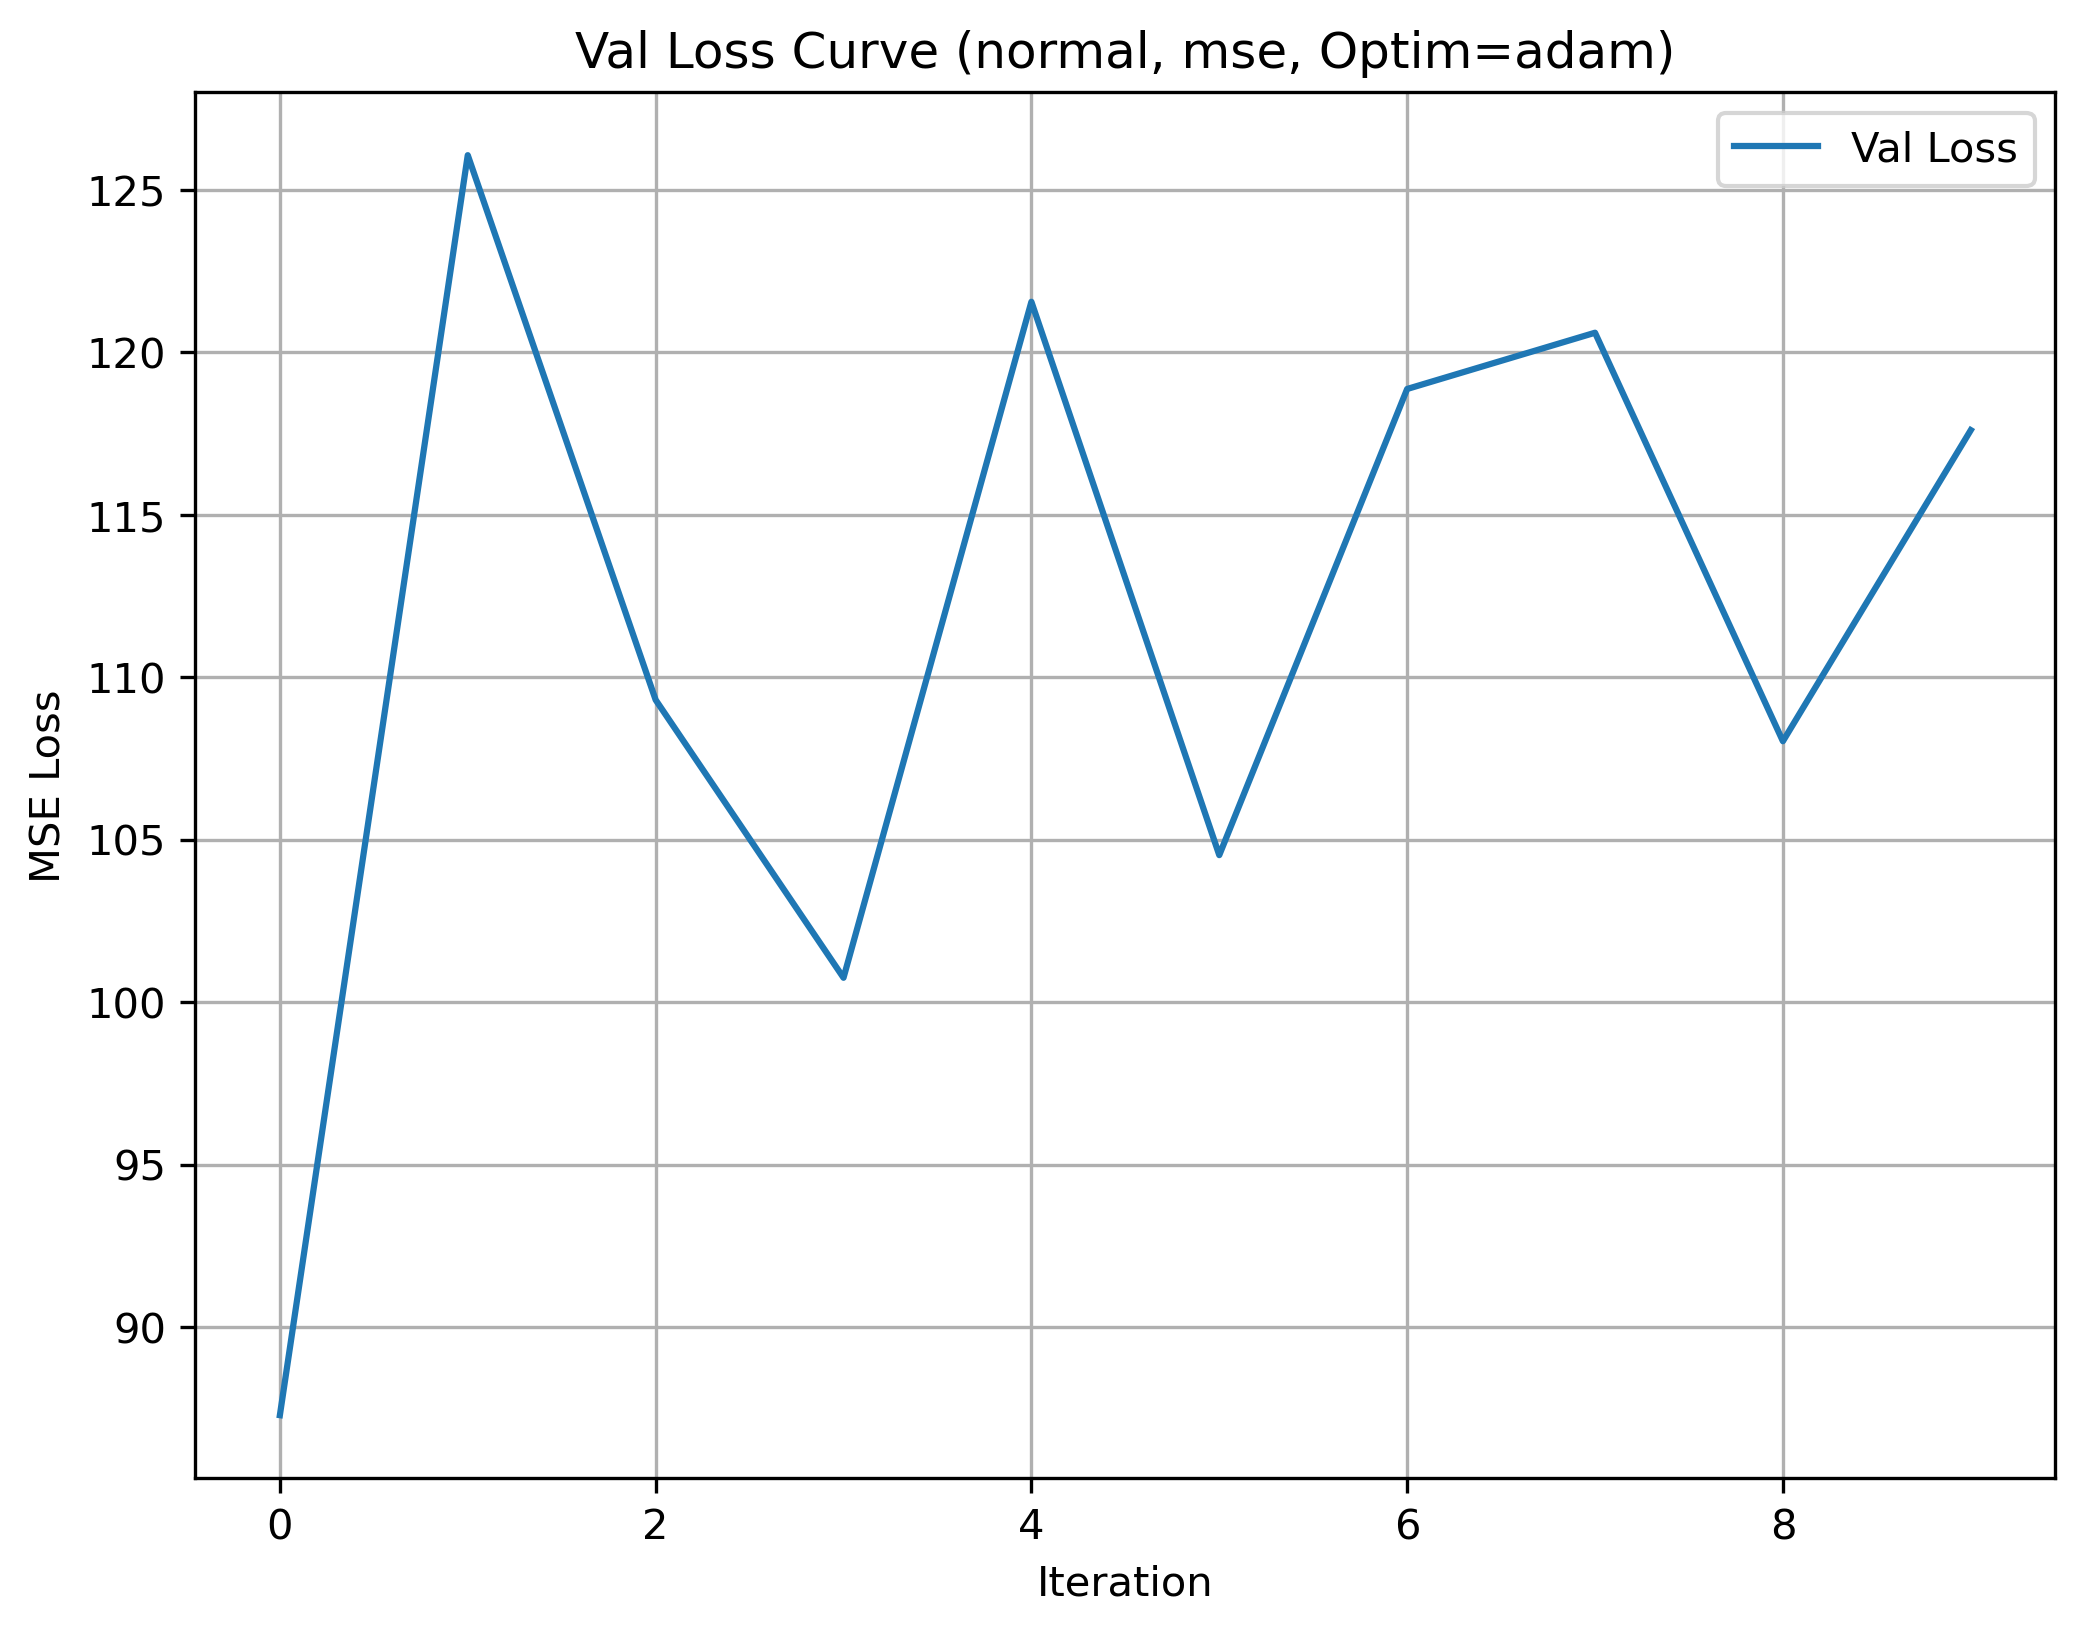 Val Loss Curve (normal, mse, Optim=adam)
Val Loss
125
120
115
110
105
100
95
90
MSE Loss
0 2 4 6 8
Iteration